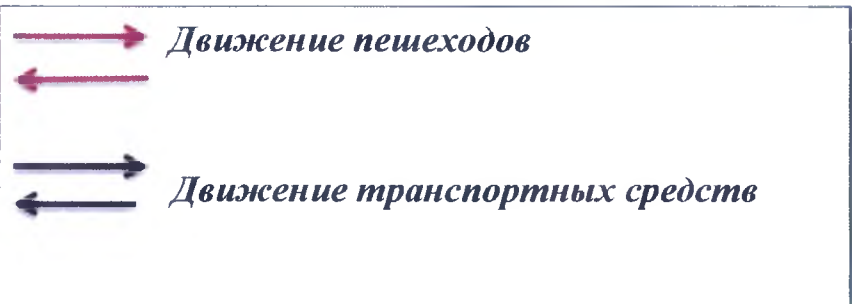 Движение пешеходов
Движение транспортных средств